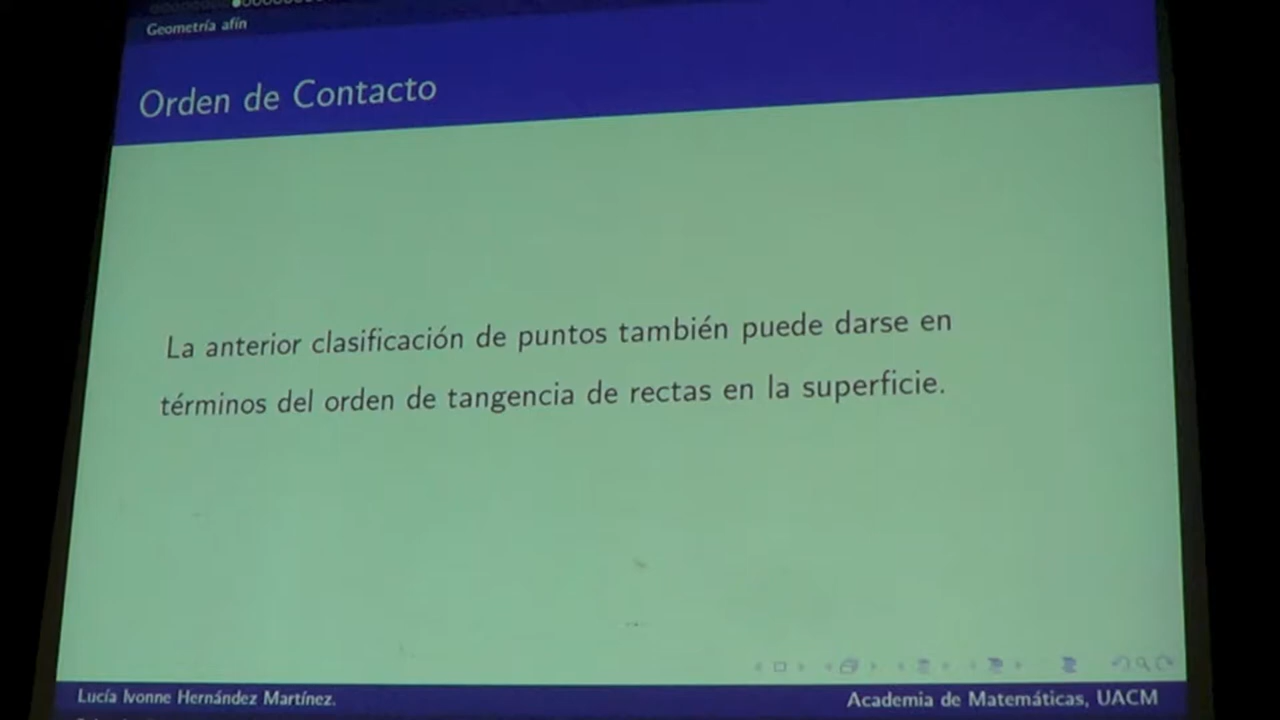 Geometría afín
Orden de Contacto
La anterior clasificación de puntos también puede darse en
términos del orden de tangencia de rectas en la superficie.
Lucía Ivonne Hernández Martínez.
Academia de Matemáticas, UACM